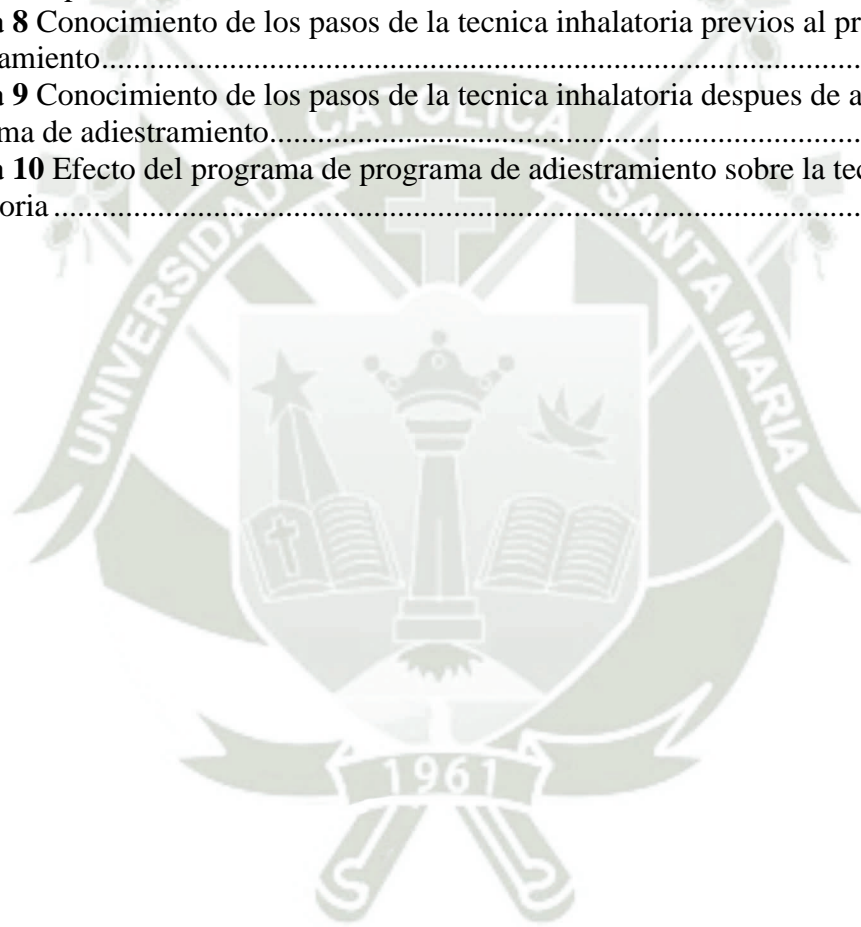 8 Conocimiento de los pasos de la tecnica inhalatoria previos al pr
amiento
9 Conocimiento de los pasos de la tecnica inhalatoria despues de a
ma de adiestramiento
10 Efecto del programa de programa de adiestramiento sobre la tec
oria
UNIVERSIDAD CATOLICA SANTA MARIA
1961